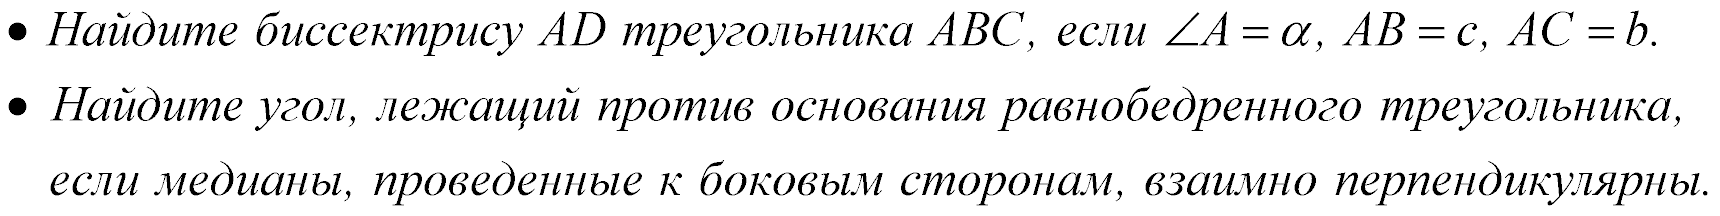 • Найдите биссектрису AD треугольника ABC, если ∠A = α, AB = c, AC = b.
• Найдите угол, лежащий против основания равнобедренного треугольника,
если медианы, проведенные к боковым сторонам, взаимно перпендикулярны.